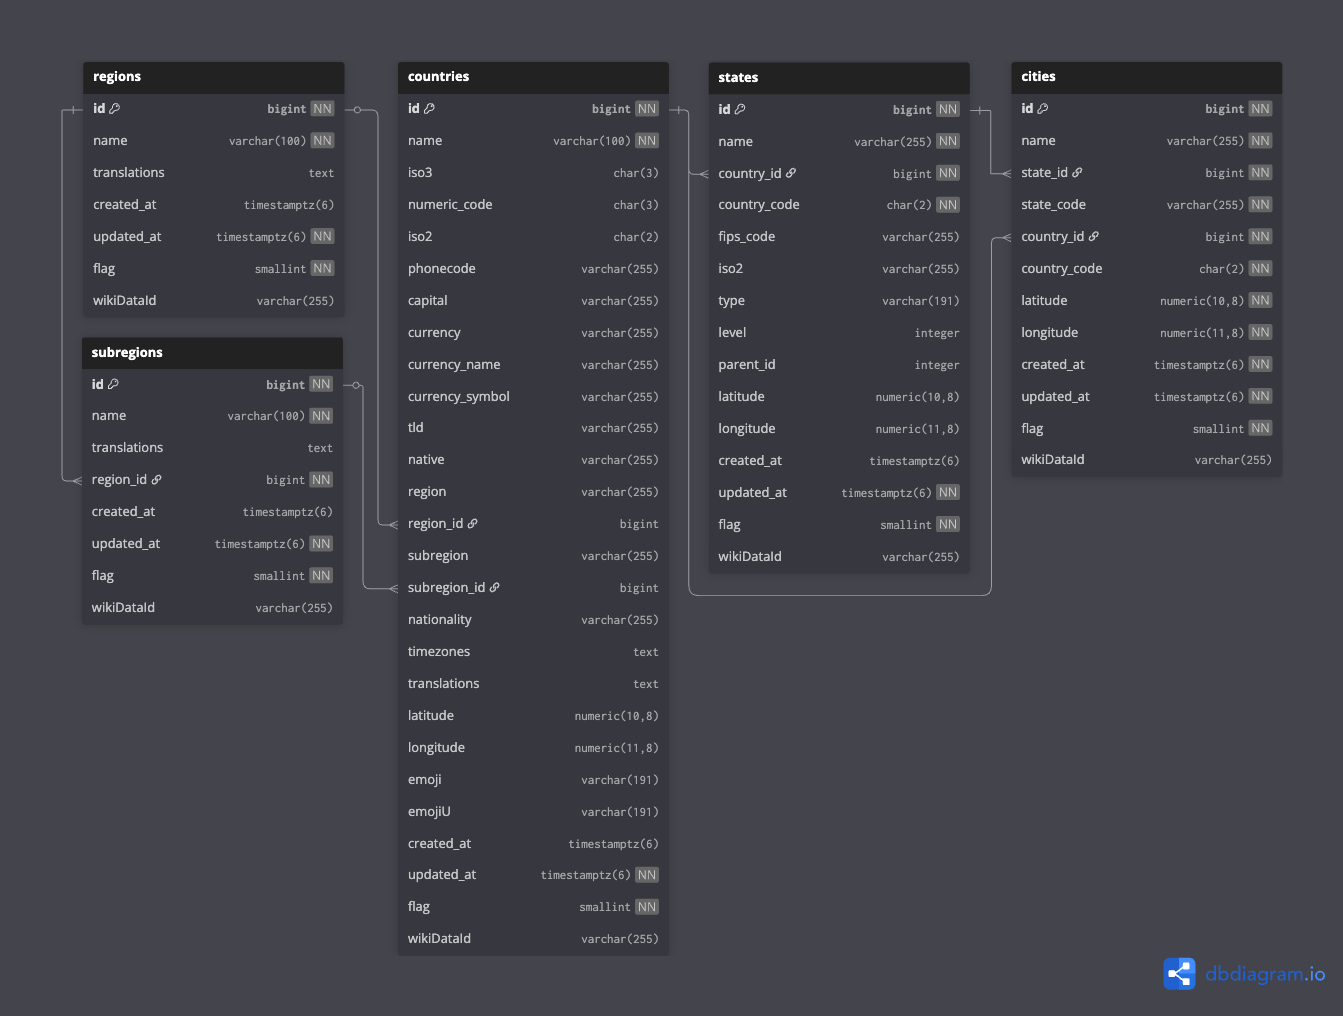 regions
id bigint NN
name varchar(100) NN
translations text
created_at timestamptz(6)
updated_at timestamptz(6) NN
flag smallint NN
wikiDataId varchar(255)
subregions
id bigint NN
name varchar(100) NN
translations text
region_id bigint NN
created_at timestamptz(6)
updated_at timestamptz(6) NN
flag smallint NN
wikiDataId varchar(255)
countries
id bigint NN
name varchar(100) NN
iso3 char(3)
numeric_code char(3)
iso2 char(2)
phonecode varchar(255)
capital varchar(255)
currency varchar(255)
currency_name varchar(255)
currency_symbol varchar(255)
tld varchar(255)
native varchar(255)
region varchar(255)
region_id bigint
subregion varchar(255)
subregion_id bigint
nationality varchar(255)
timezones text
translations text
latitude numeric(10,8)
longitude numeric(11,8)
emoji varchar(191)
emojiU varchar(191)
created_at timestamptz(6)
updated_at timestamptz(6) NN
flag smallint NN
wikiDataId varchar(255)
states
id bigint NN
name varchar(255) NN
country_id bigint NN
country_code char(2) NN
fips_code varchar(255)
iso2 varchar(255)
type varchar(191)
level integer
parent_id integer
latitude numeric(10,8)
longitude numeric(11,8)
created_at timestamptz(6)
updated_at timestamptz(6) NN
flag smallint NN
wikiDataId varchar(255)
cities
id bigint NN
name varchar(255) NN
state_id bigint NN
state_code varchar(255) NN
country_id bigint NN
country_code char(2) NN
latitude numeric(10,8) NN
longitude numeric(11,8) NN
created_at timestamptz(6) NN
updated_at timestamptz(6) NN
flag smallint NN
wikiDataId varchar(255)
dbdiagram.io